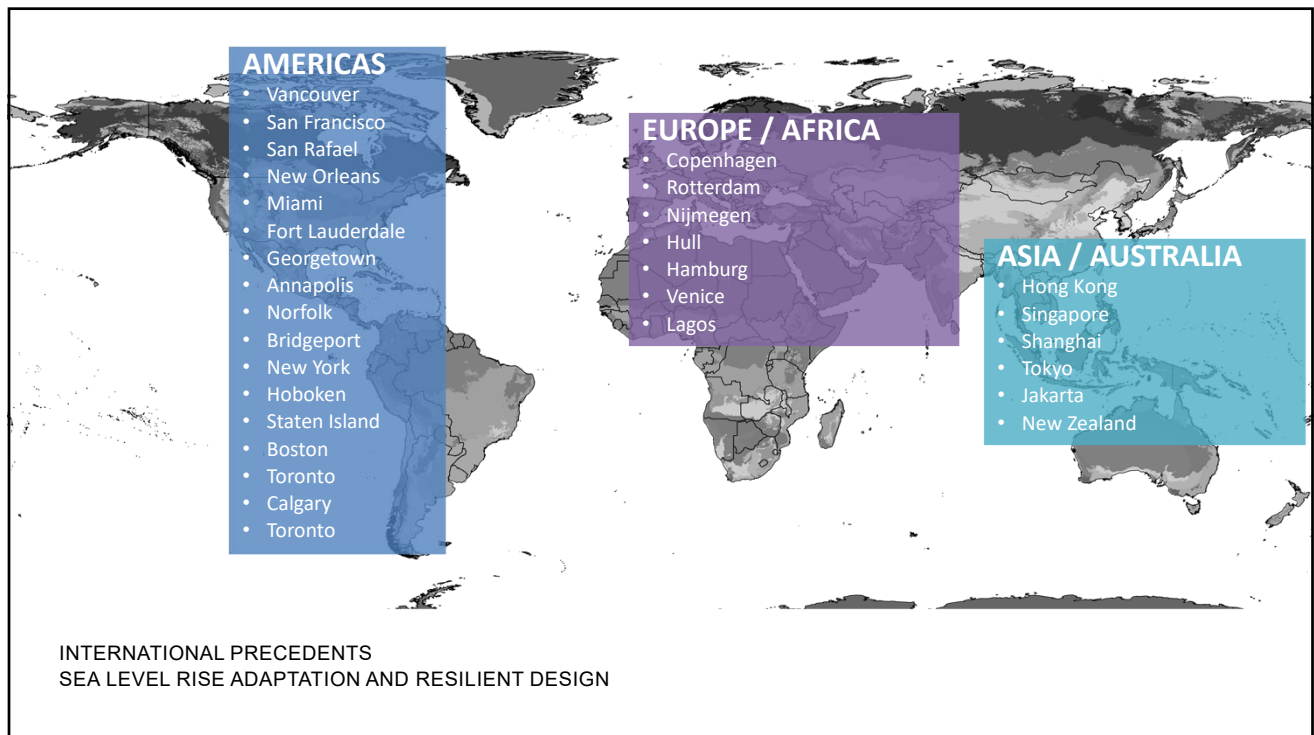 AMERICAS
• Vancouver
• San Francisco
• San Rafael
• New Orleans
• Miami
• Fort Lauderdale
• Georgetown
• Annapolis
• Norfolk
• Bridgeport
• New York
• Hoboken
• Staten Island
• Boston
• Toronto
• Calgary
• Toronto
EUROPE / AFRICA
• Copenhagen
• Rotterdam
• Nijmegen
• Hull
• Hamburg
• Venice
• Lagos
ASIA / AUSTRALIA
• Hong Kong
• Singapore
• Shanghai
• Tokyo
• Jakarta
• New Zealand
INTERNATIONAL PRECEDENTS
SEA LEVEL RISE ADAPTATION AND RESILIENT DESIGN